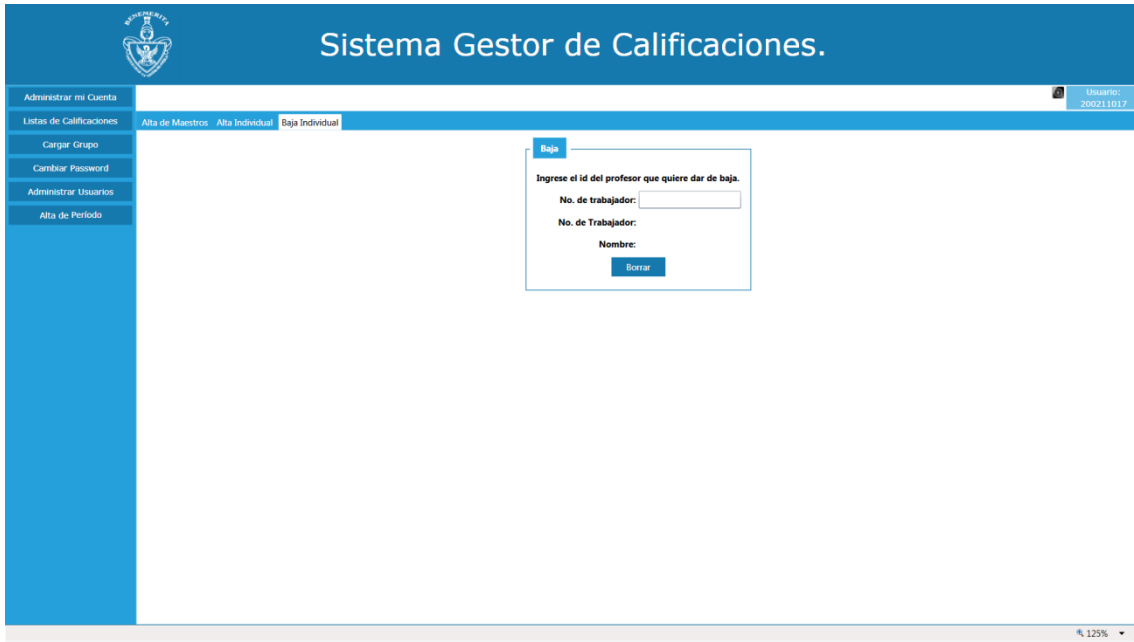 BENEMERITA
Sistema Gestor de Calificaciones.
Administrar mi Cuenta
Usuario:
200211017
Listas de Calificaciones
Alta de Maestros Alta Individual Baja Individual
Cargar Grupo
Cambiar Password
Administrar Usuarios
Alta de Período
Baja
Ingrese el id del profesor que quiere dar de baja.
No. de trabajador:
No. de Trabajador:
Nombre:
Borrar
125%